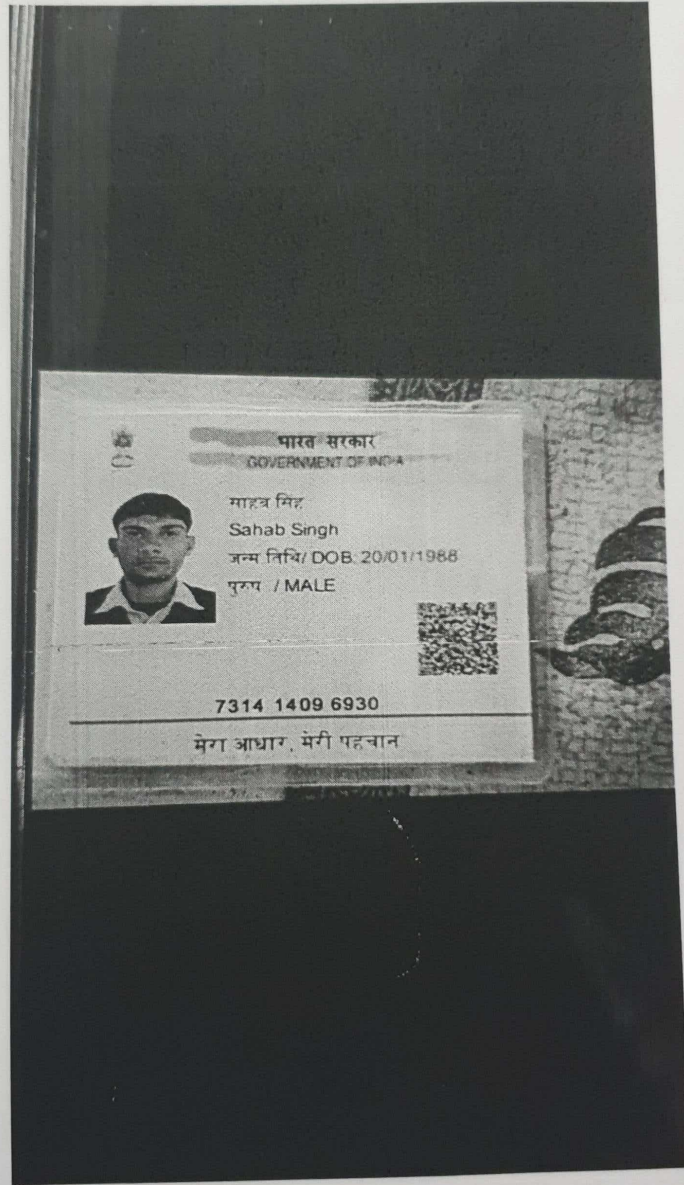 भारत सरकार
GOVERNMENT OF INDIA
साहब सिंह
Sahab Singh
जन्म तिथि/ DOB: 20/01/1988
पुरुष / MALE
7314 1409 6930
मेरा आधार, मेरी पहचान